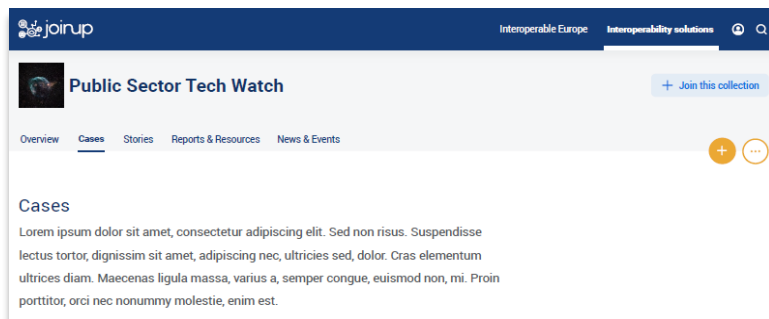 joinup
Interoperable Europe
Interoperability solutions
Public Sector Tech Watch
+ Join this collection
Overview
Cases
Stories
Reports & Resources
News & Events
Cases
Lorem ipsum dolor sit amet, consectetur adipiscing elit. Sed non risus. Suspendisse
lectus tortor, dignissim sit amet, adipiscing nec, ultricies sed, dolor. Cras elementum
ultrices diam. Maecenas ligula massa, varius a, semper congue, euismod non, mi. Proin
porttitor, orci nec nonummy molestie, enim est.